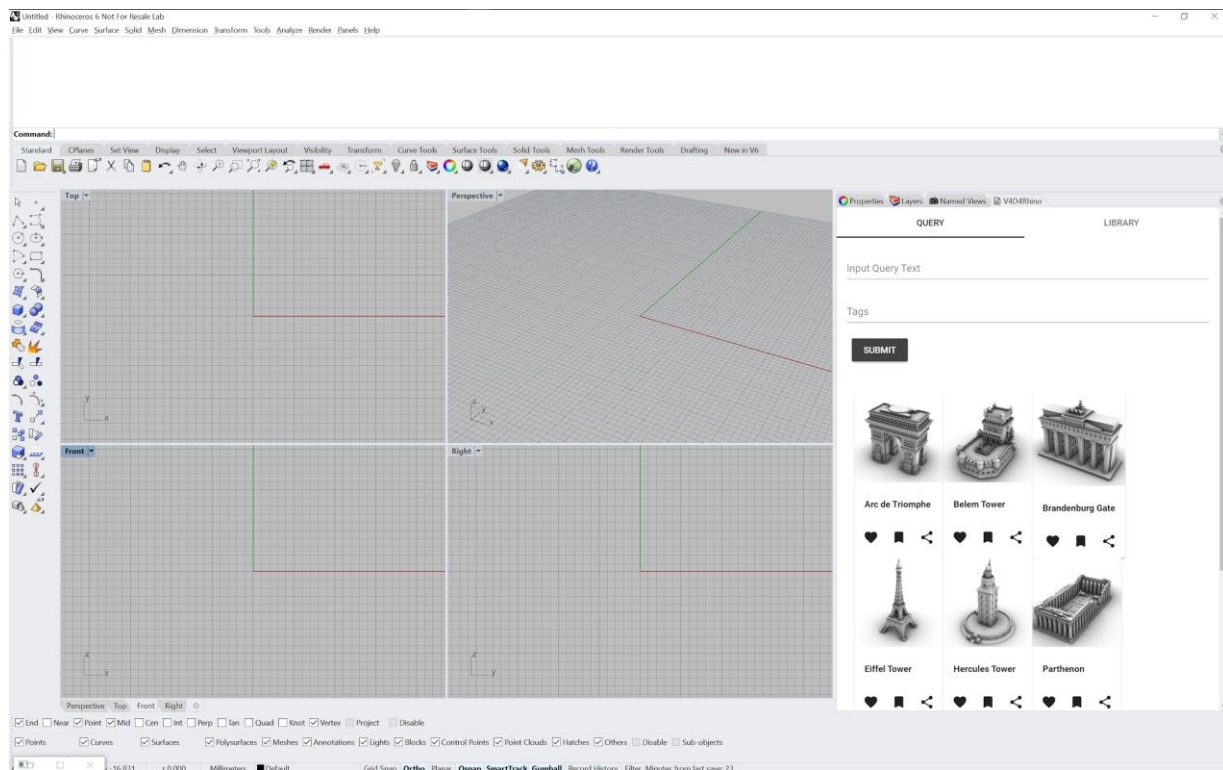 Untitled - Rhinoceros 6 Not For Resale Lab
File Edit View Curve Surface Solid Mesh Dimension Transform Tools Analyze Render Panels Help
Command:
Standard CPlanes Set View Display Select Viewport Layout Visibility Transform Curve Tools Surface Tools Solid Tools Mesh Tools Render Tools Drafting New in V6
Top
Perspective
Properties Layers Named Views V4D4Rhino
QUERY LIBRARY
Input Query Text
Tags
SUBMIT
y
x
z
y
x
Front
Right
Arc de Triomphe Belem Tower Brandenburg Gate
z
x
z
y
Eiffel Tower Hercules Tower Parthenon
Perspective Top Front Right
End Near Point Mid Cen Int Perp Tan Quad Knot Vertex Project Disable
Points Curves Surfaces Polysurfaces Meshes Annotations Lights Blocks Control Points Point Clouds Hatches Others Disable Sub-objects
-16.831 z 0.000 Millimeters Default Grid Snap Ortho Planar Osnap SmartTrack Gumball Record History Filter Minutes from last save: 23